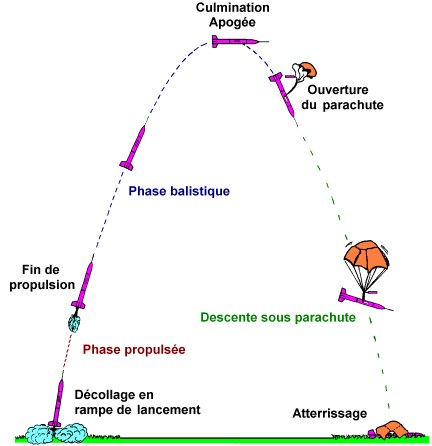 Culmination
Apogée
Ouverture
du parachute
Phase balistique
Fin de
propulsion
Descente sous parachute
Phase propulsée
Décollage en
rampe de lancement
Atterrissage